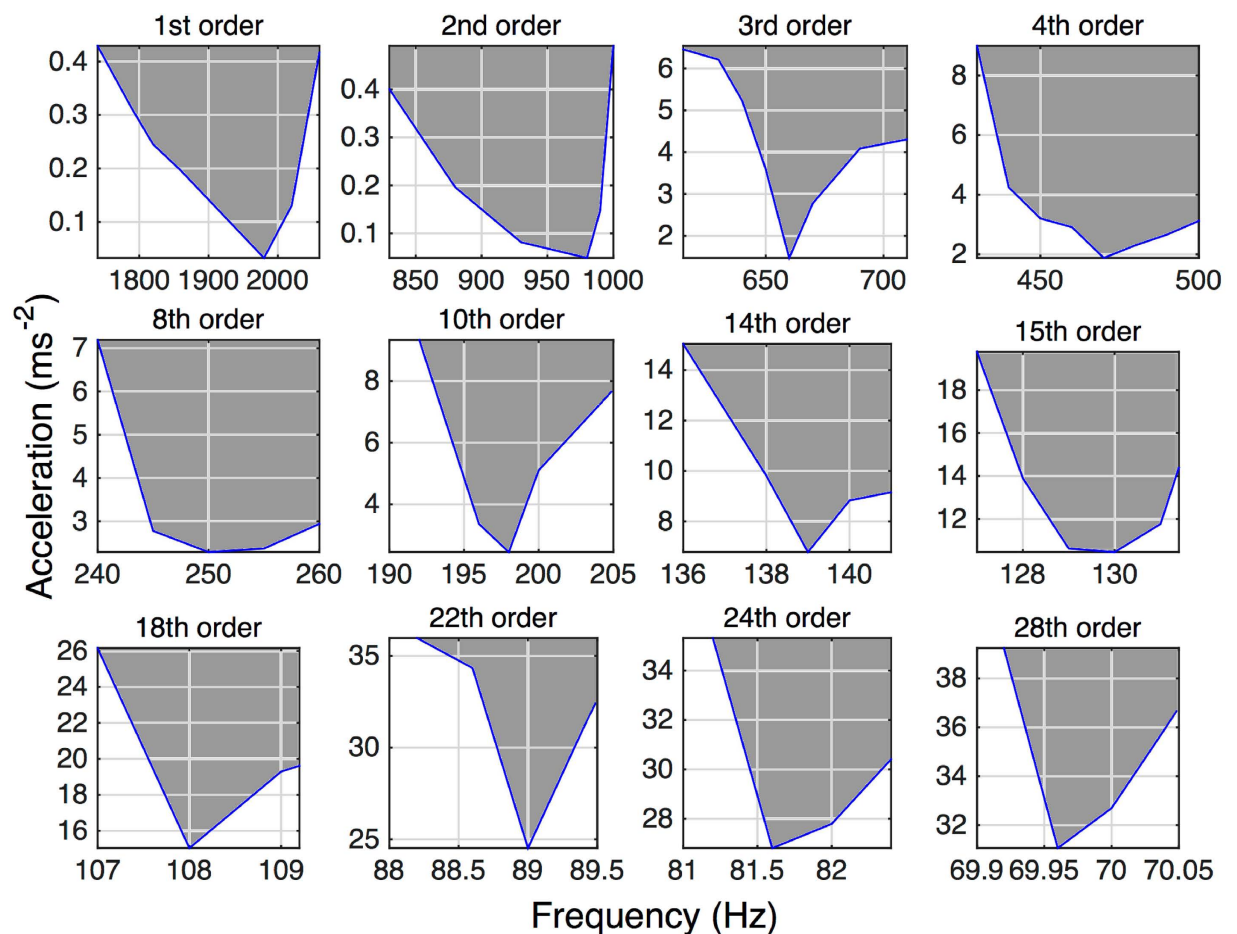 1st order
2nd order
3rd order
4th order
0.4
0.3
0.2
0.1
1800 1900 2000
0.4
0.3
0.2
0.1
850 900 950 1000
6
5
4
3
2
650 700
8
6
4
2
450 500
8th order
10th order
14th order
15th order
7
6
5
4
3
240 250 260
8
6
4
190 195 200 205
14
12
10
8
136 138 140
18
16
14
12
128 130
18th order
22th order
24th order
28th order
26
24
22
20
18
16
107 108 109
35
30
25
88 88.5 89 89.5
34
32
30
28
81 81.5 82
38
36
34
32
69.9 69.95 70 70.05
Acceleration (ms⁻²)
Frequency (Hz)